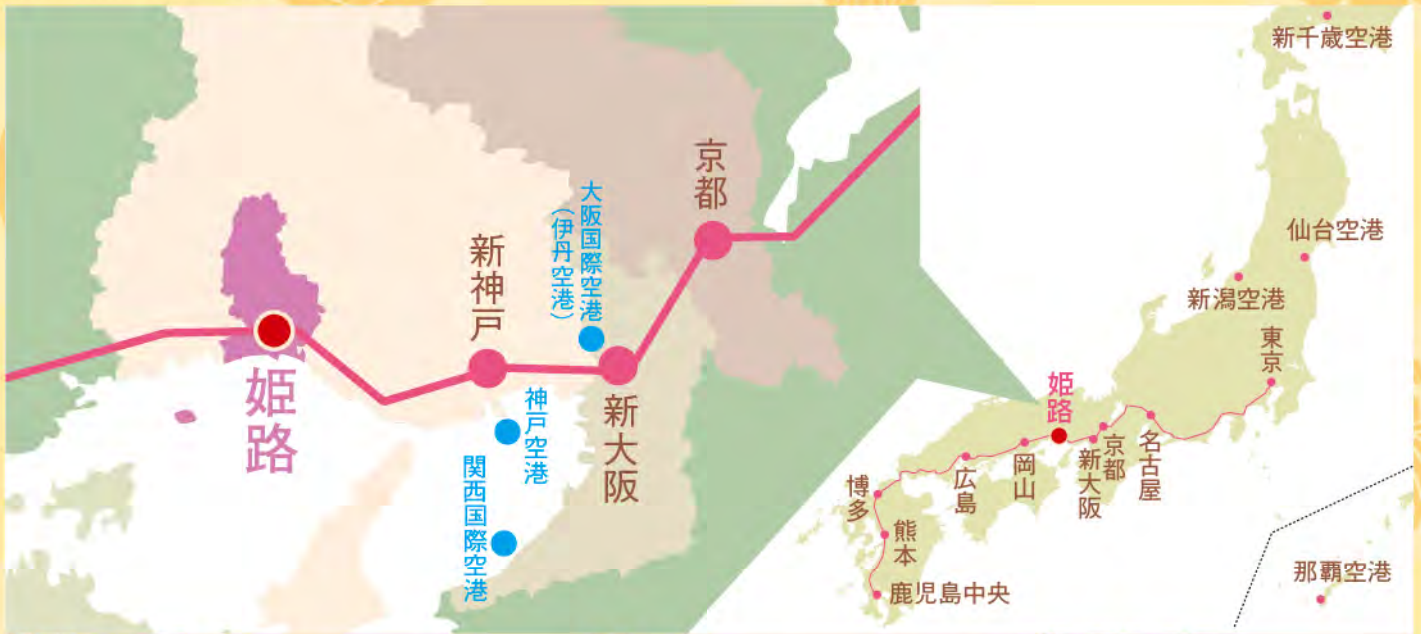 京都
大阪国際空港
（伊丹空港）
新神戸
姫路
神戸空港
新大阪
関西国際空港
新千歳空港
仙台空港
新潟空港
東京
姫路
名古屋
京都
新大阪
岡山
広島
博多
熊本
鹿児島中央
那覇空港